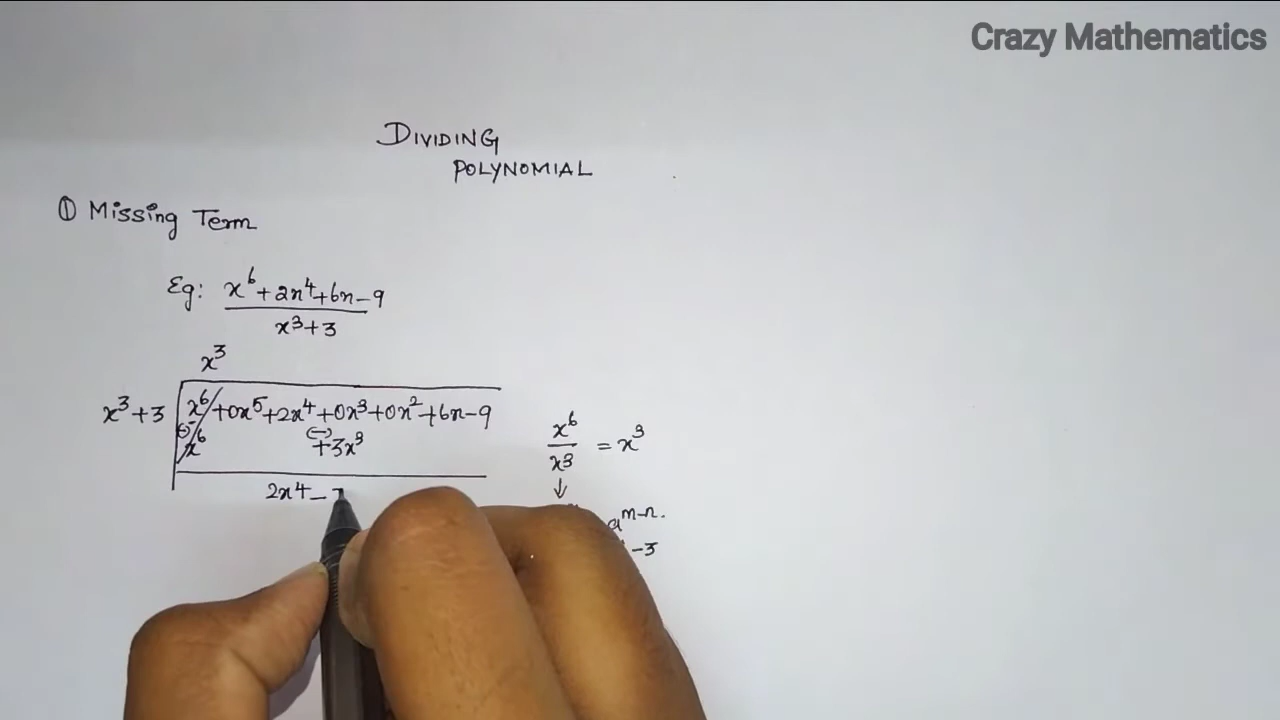 Crazy Mathematics
DIVIDING
POLYNOMIAL
① Missing Term
Eg: x⁶+2x⁴+6x-9
x³+3
x³
x³+3 x⁶+0x⁵+2x⁴+0x³+0x²+6x-9
(-) x⁶ (-) +3x³
2x⁴-
x⁶
x³ = x³
↓
a^{m-n}.
-3